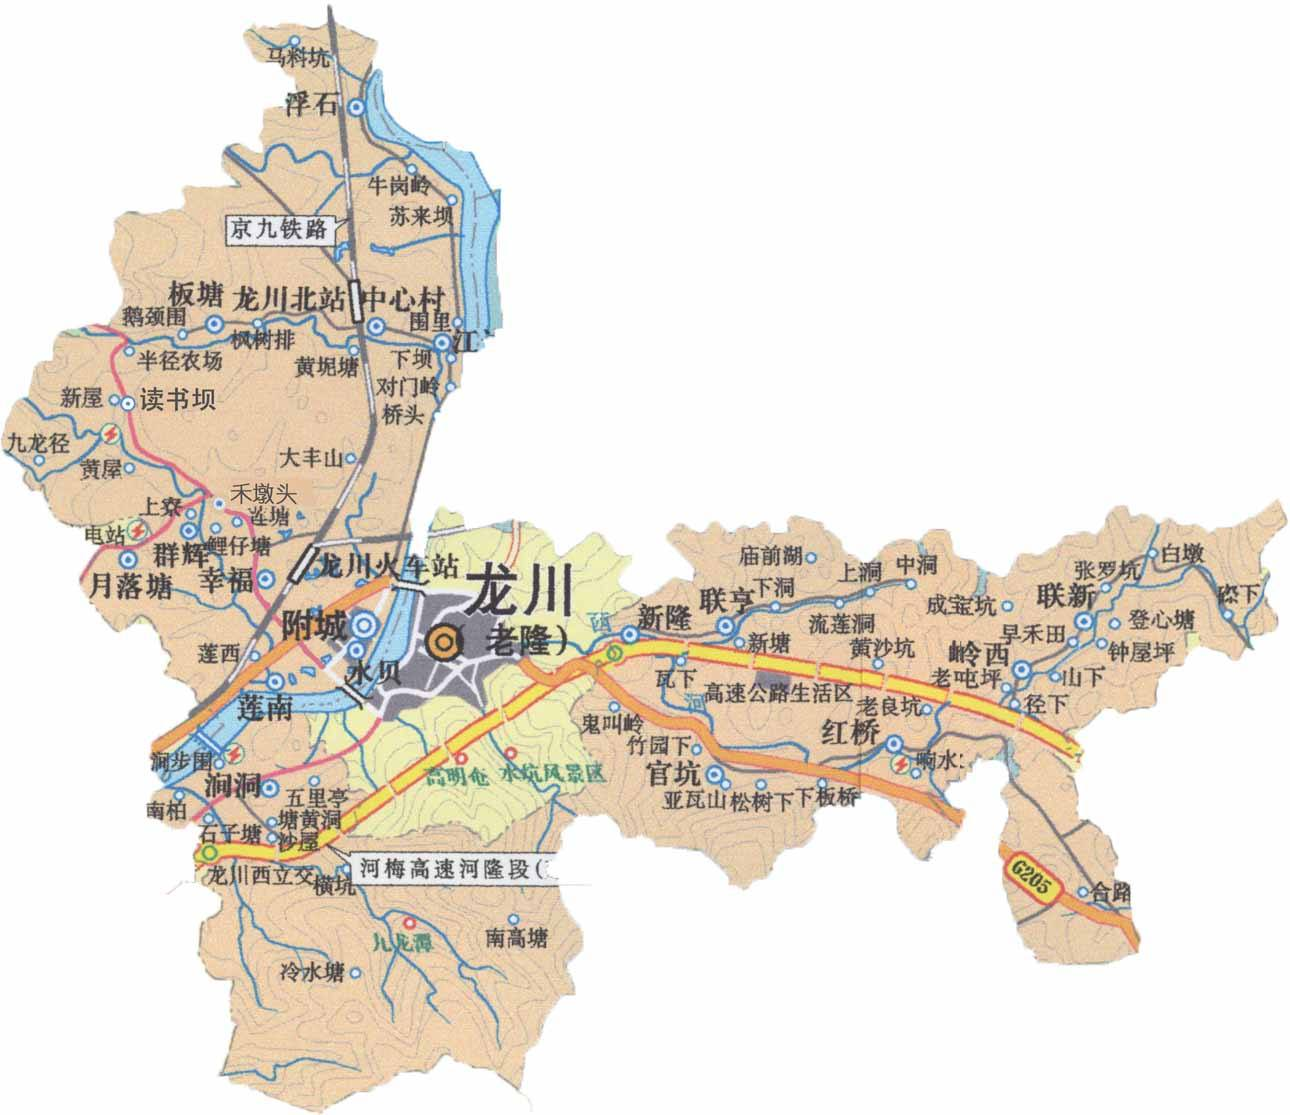 马料坑
浮石
牛岗岭
苏来坝
京九铁路
板塘
龙川北站
中心村
鹅颈围
围里
枫树排
江
半径农场
黄坭塘
下坝
对门岭
新屋
读书坝
桥头
九龙径
黄屋
大丰山
禾墩头
上寮
莲塘
电站
群辉
鲤仔塘
月落塘
幸福
龙川火车站
龙川
(老隆)
附城
莲西
水贝
莲南
庙前湖
上洞
中洞
下洞
新隆
联亨
流莲洞
成宝坑
联新
张罗坑
白墩
磜下
登心塘
早禾田
钟屋坪
新塘
黄沙坑
岭西
瓦下
高速公路生活区
老屯坪
山下
河
老良坑
径下
鬼叫岭
竹园下
红桥
响水
官坑
亚瓦山
松树下
下板桥
涧步围
涧洞
高明庵
水坑风景区
南柏
五里亭
塘黄洞
石子塘
沙屋
龙川西立交
横坑
河梅高速河隆段(
G205
合路
九龙潭
南高塘
冷水塘